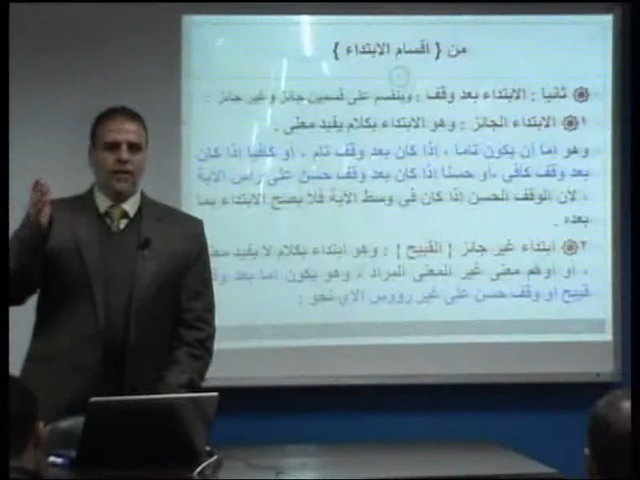 من { أقسام الابتداء }
ثانيا : الابتداء بعد وقف : وينقسم على قسمين جائز وغير جائز :
١ الابتداء الجائز : وهو الابتداء بكلام يفيد معنى .
وهو إما أن يكون تاما ، إذا كان بعد وقف تام ، أو كافيا إذا كان
بعد وقف كافي ،أو حسنا إذا كان بعد وقف حسن على رأس الآية
، لأن الوقف الحسن إذا كان في وسط الآية فلا يصح الابتداء بما
بعده .
٢ ابتداء غير جائز { القبيح } : وهو ابتداء بكلام لا يفيد معنى
، أو أوهم معنى غير المعنى المراد ، وهو يكون إما بعد وقف
قبيح أو وقف حسن على غير رؤوس الآي نحو :